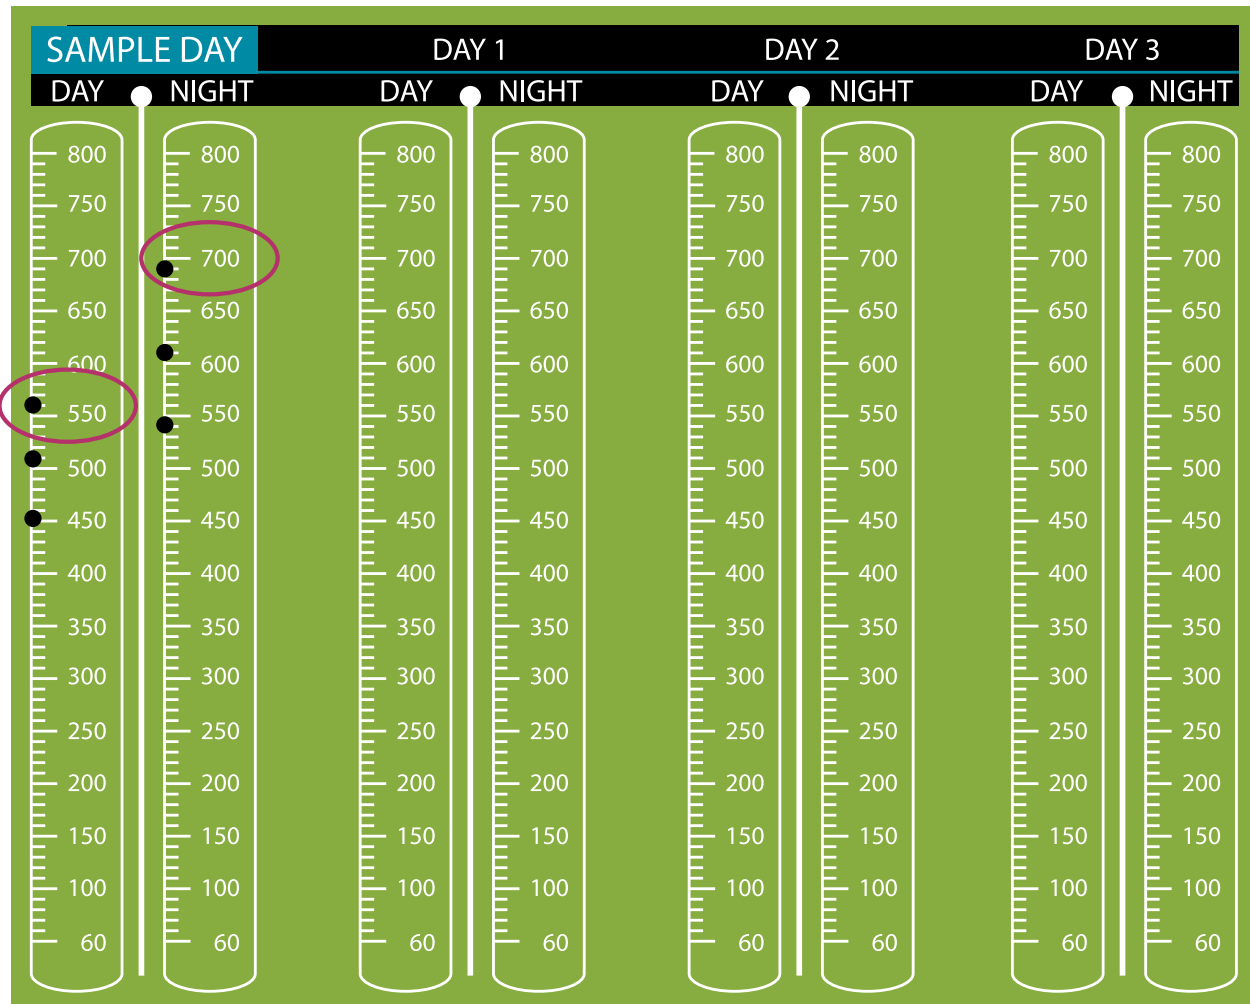 SAMPLE DAY DAY 1 DAY 2 DAY 3
DAY NIGHT DAY NIGHT DAY NIGHT DAY NIGHT
800 800 800 800 800 800 800 800
750 750 750 750 750 750 750 750
700 700 700 700 700 700 700 700
650 650 650 650 650 650 650 650
600 600 600 600 600 600 600 600
550 550 550 550 550 550 550 550
500 500 500 500 500 500 500 500
450 450 450 450 450 450 450 450
400 400 400 400 400 400 400 400
350 350 350 350 350 350 350 350
300 300 300 300 300 300 300 300
250 250 250 250 250 250 250 250
200 200 200 200 200 200 200 200
150 150 150 150 150 150 150 150
100 100 100 100 100 100 100 100
60 60 60 60 60 60 60 60